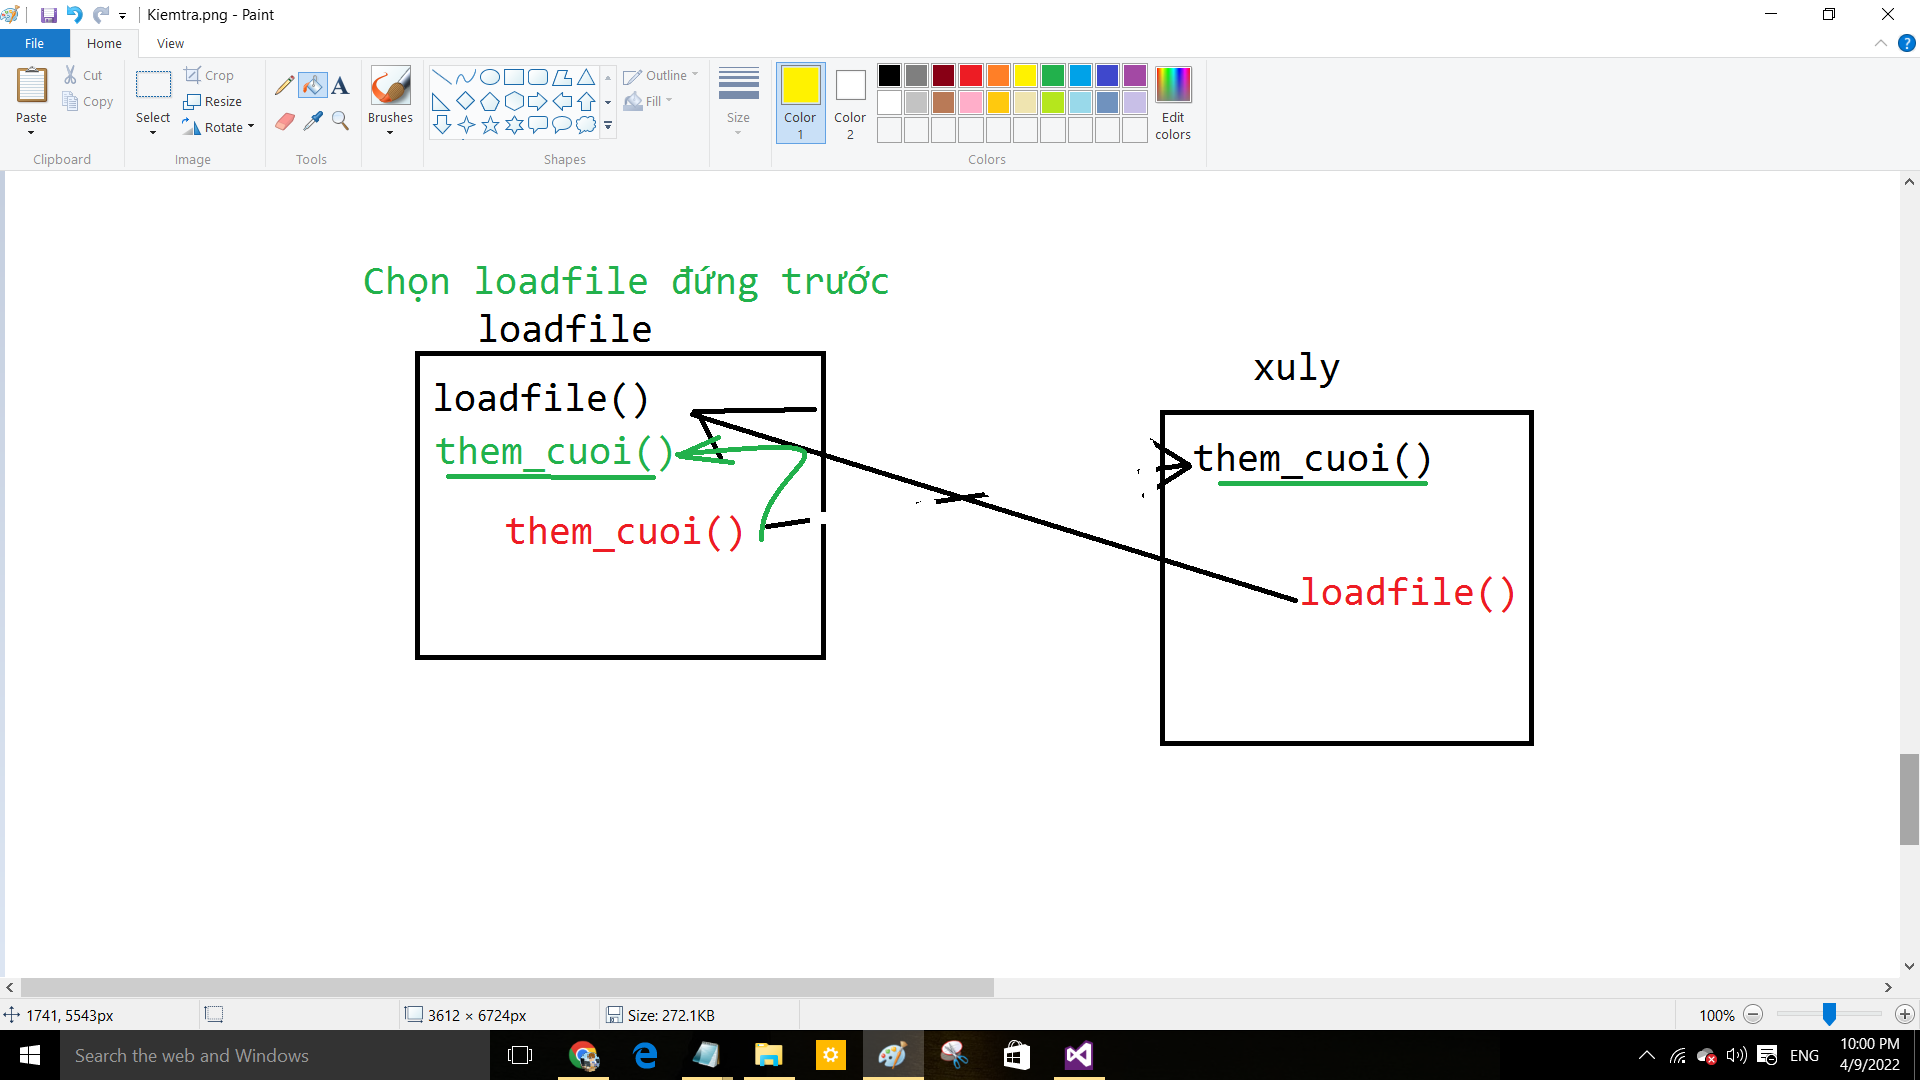 Kiemtra.png - Paint
File Home View
Paste
Cut
Copy
Clipboard
Select
Crop
Resize
Rotate
Image
Tools
Brushes
Shapes
Outline
Fill
Size
Color 1
Color 2
Edit colors
Colors
Chọn loadfile đứng trước
loadfile
loadfile()
them_cuoi()
them_cuoi()
xuly
them_cuoi()
loadfile()
1741, 5543px
3612 × 6724px
Size: 272.1KB
100%
Search the web and Windows
ENG
10:00 PM
4/9/2022